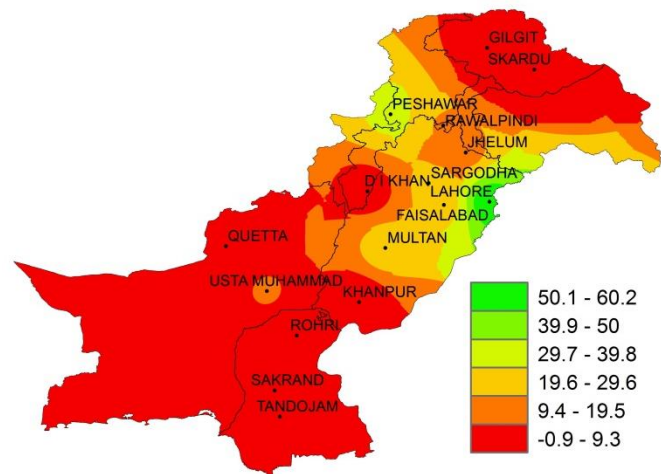 GILGIT
SKARDU
PESHAWAR
RAWALPINDI
JHELUM
SARGODHA
D I KHAN
LAHORE
FAISALABAD
MULTAN
QUETTA
USTA MUHAMMAD
KHANPUR
ROHRI
SAKRAND
TANDOJAM
50.1 - 60.2
39.9 - 50
29.7 - 39.8
19.6 - 29.6
9.4 - 19.5
-0.9 - 9.3